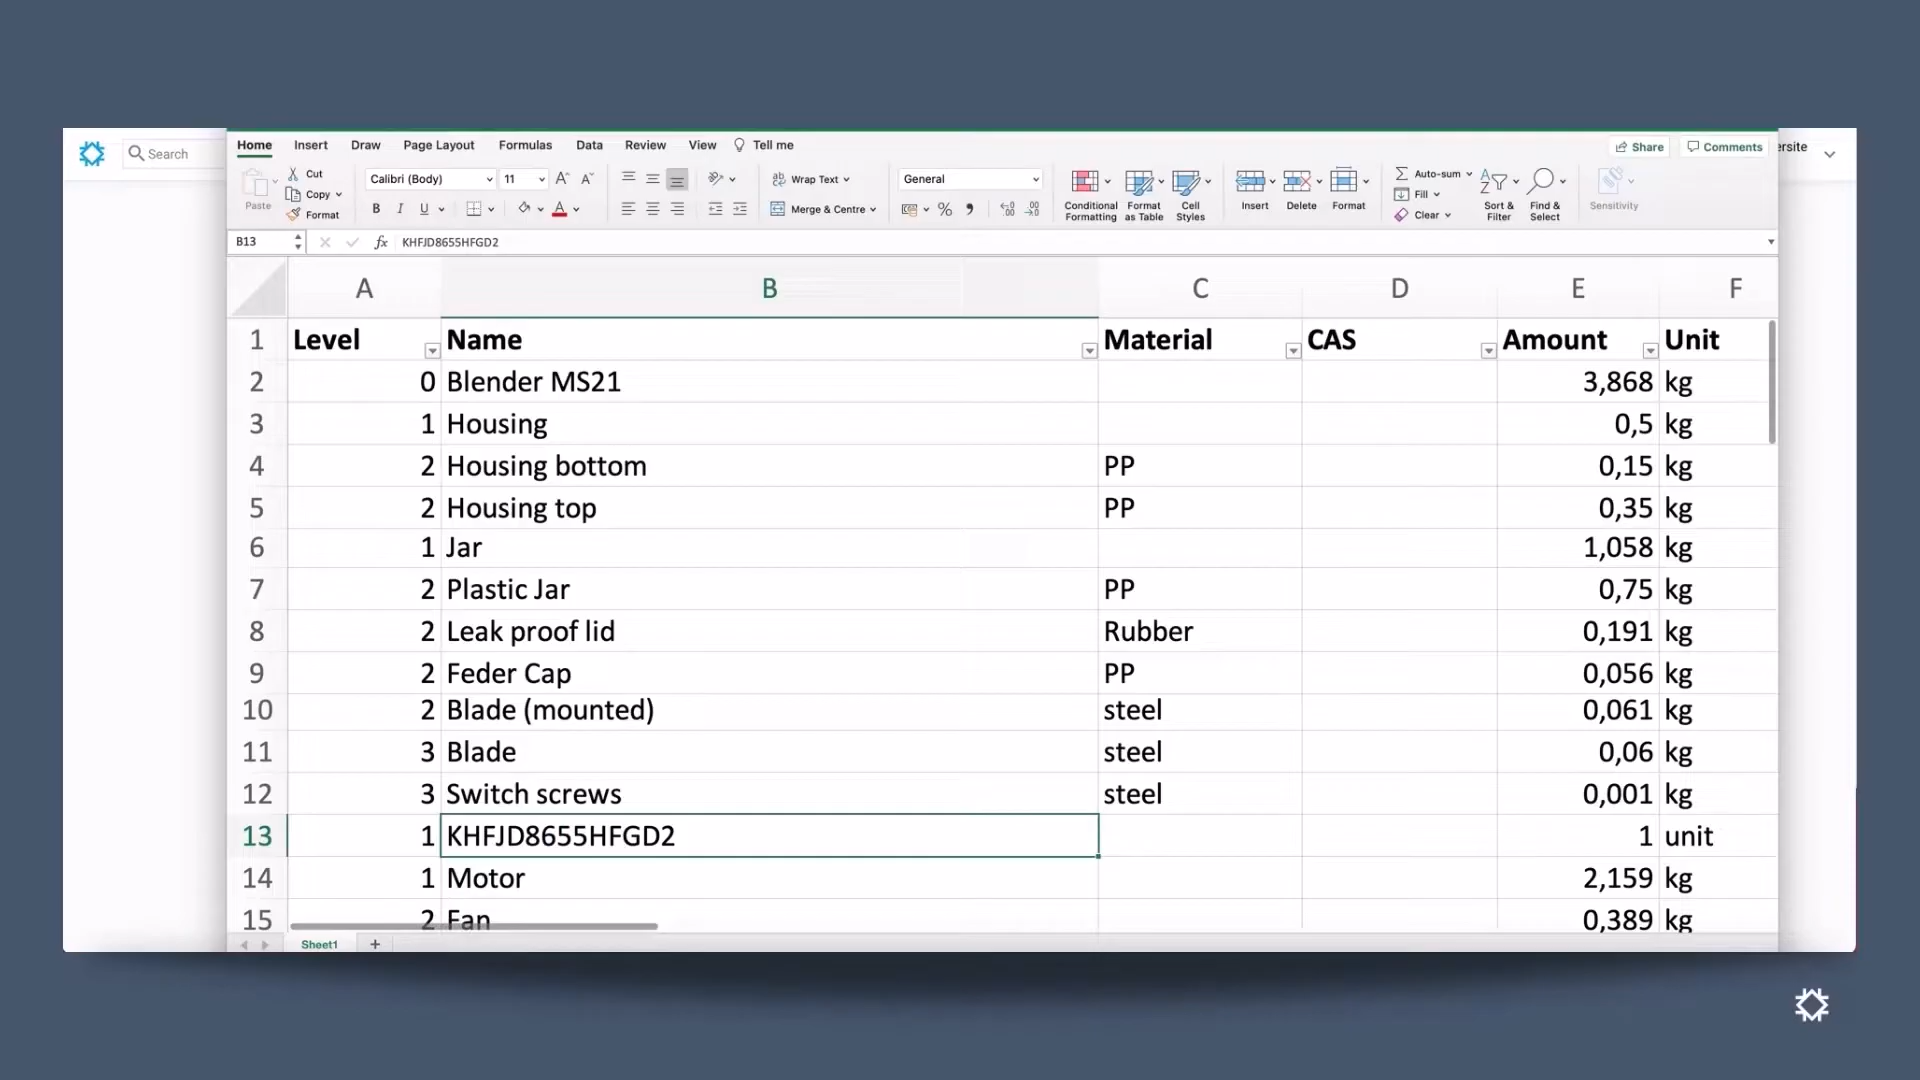 Search
Home Insert Draw Page Layout Formulas Data Review View Tell me
Share Comments
ersite
Paste
Cut
Copy
Format
Calibri (Body) 11
B I U
Wrap Text
Merge & Centre
General
Conditional Formatting
Format as Table
Cell Styles
Insert
Delete
Format
Auto-sum
Fill
Clear
Sort & Filter
Find & Select
Sensitivity
B13 fx KHFJD8655HFGD2
A B C D E F
1 Level Name Material CAS Amount Unit
2 0 Blender MS21 3,868 kg
3 1 Housing 0,5 kg
4 2 Housing bottom PP 0,15 kg
5 2 Housing top PP 0,35 kg
6 1 Jar 1,058 kg
7 2 Plastic Jar PP 0,75 kg
8 2 Leak proof lid Rubber 0,191 kg
9 2 Feder Cap PP 0,056 kg
10 2 Blade (mounted) steel 0,061 kg
11 3 Blade steel 0,06 kg
12 3 Switch screws steel 0,001 kg
13 1 KHFJD8655HFGD2 1 unit
14 1 Motor 2,159 kg
15 2 Fan 0,389 kg
Sheet1 +